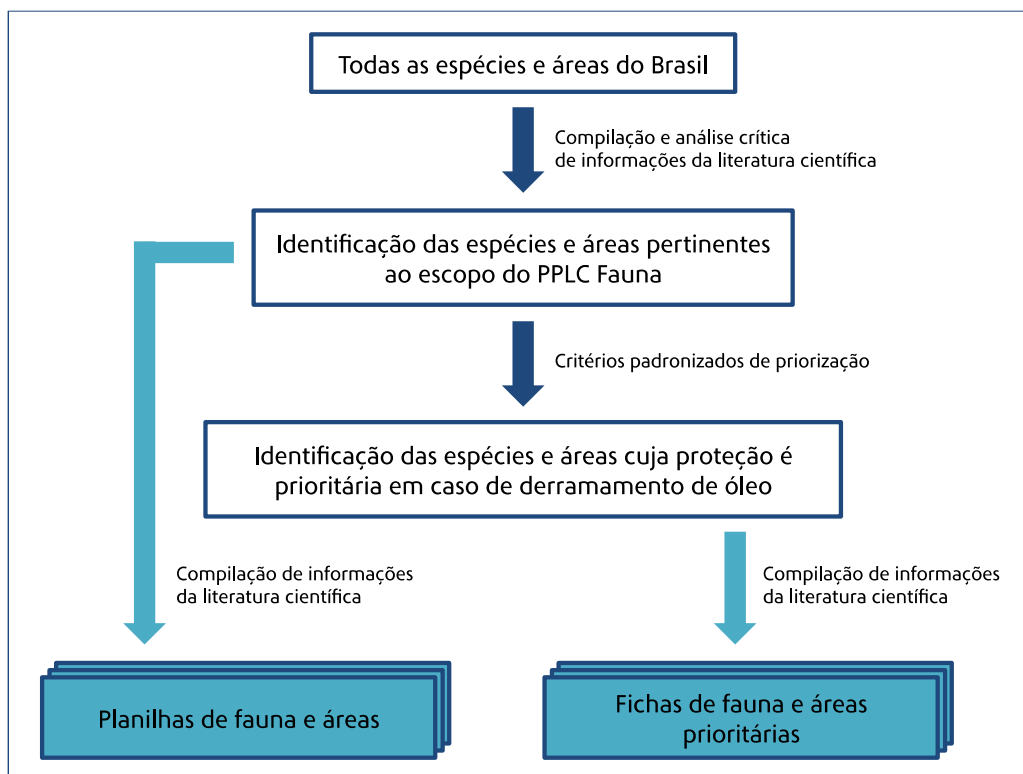 Todas as espécies e áreas do Brasil
Compilação e análise crítica
de informações da literatura científica
Identificação das espécies e áreas pertinentes
ao escopo do PPLC Fauna
Critérios padronizados de priorização
Identificação das espécies e áreas cuja proteção é
prioritária em caso de derramamento de óleo
Compilação de informações
da literatura científica
Compilação de informações
da literatura científica
Planilhas de fauna e áreas
Fichas de fauna e áreas
prioritárias